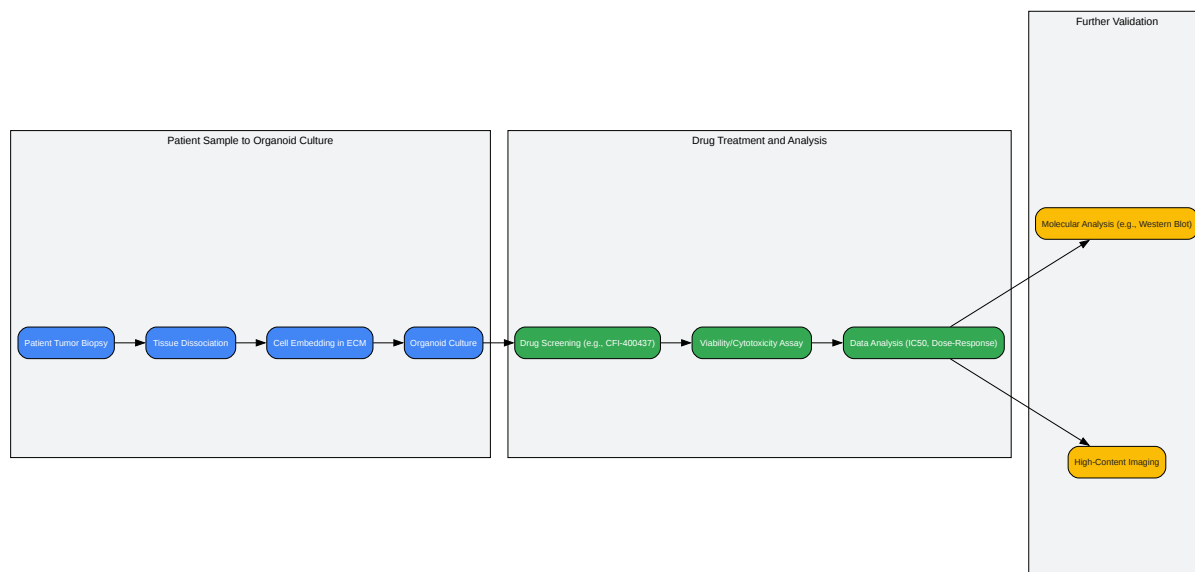 Further Validation
Patient Sample to Organoid Culture
Drug Treatment and Analysis
Molecular Analysis (e.g., Western Blot)
Patient Tumor Biopsy
Tissue Dissociation
Cell Embedding in ECM
Organoid Culture
Drug Screening (e.g., CFI-400437)
Viability/Cytotoxicity Assay
Data Analysis (IC50, Dose-Response)
High-Content Imaging